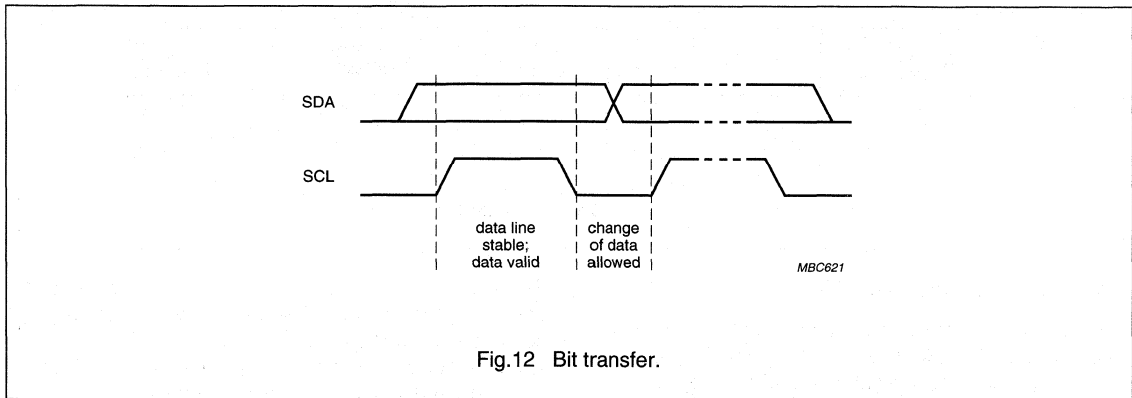 SDA
SCL
data line
stable;
data valid
change
of data
allowed
MBC621
Fig.12 Bit transfer.